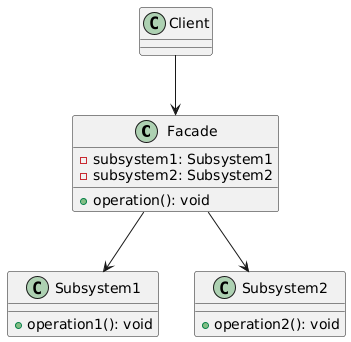 C Client
C Facade
subsystem1: Subsystem1
subsystem2: Subsystem2
operation(): void
C Subsystem1
C Subsystem2
operation1(): void
operation2(): void